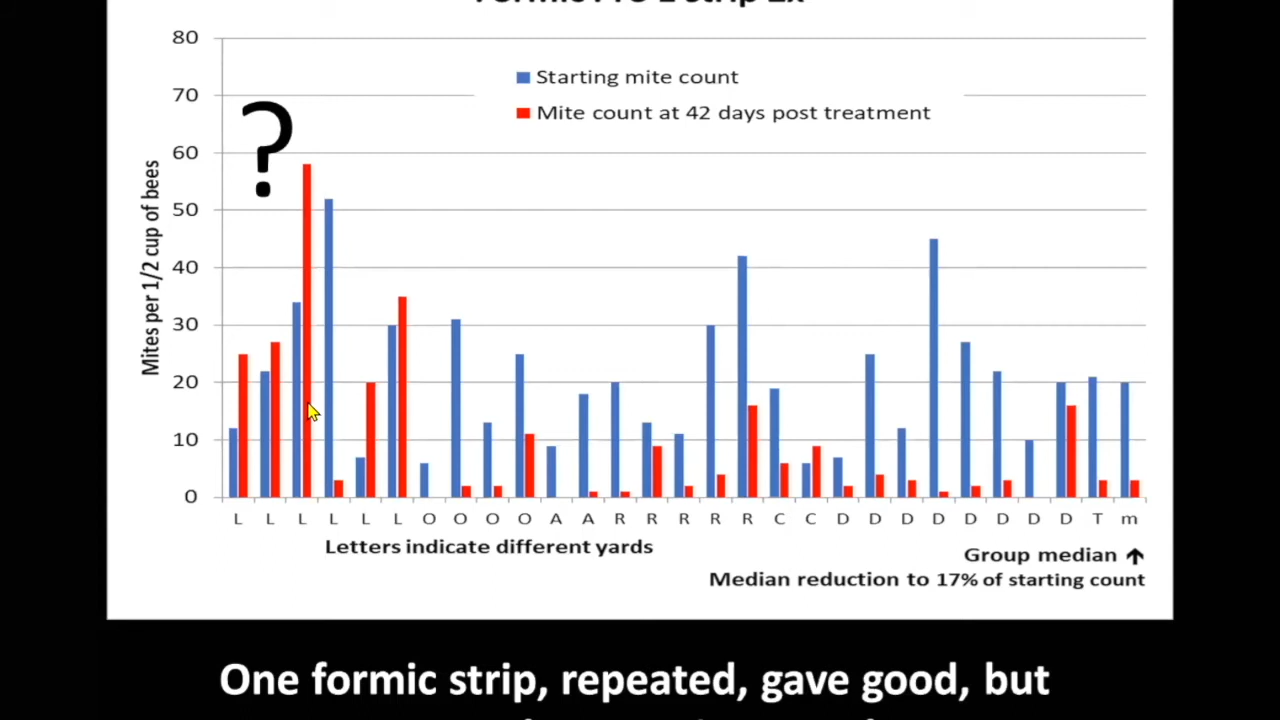 80
Starting mite count
70
Mite count at 42 days post treatment
?
60
50
40
30
20
10
0
Mites per 1/2 cup of bees
L L L L L L O O O O A A R R R R R C C D D D D D D D D T m
Letters indicate different yards
Group median ↑
Median reduction to 17% of starting count
One formic strip, repeated, gave good, but